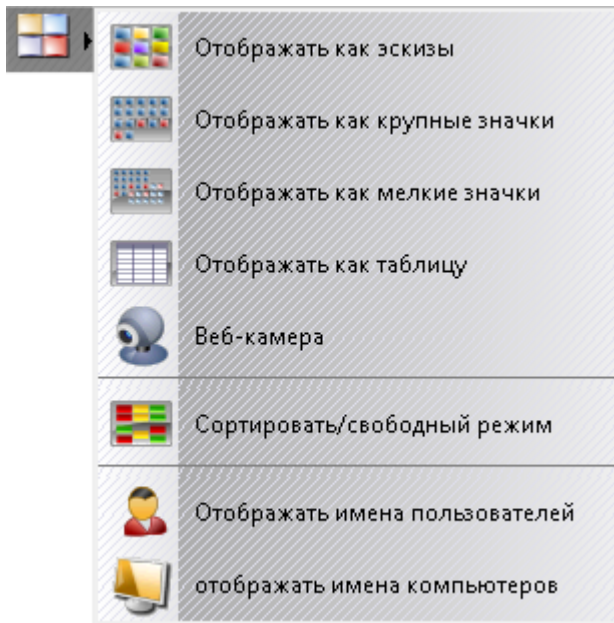 Отображать как эскизы
Отображать как крупные значки
Отображать как мелкие значки
Отображать как таблицу
Веб-камера
Сортировать/свободный режим
Отображать имена пользователей
отображать имена компьютеров